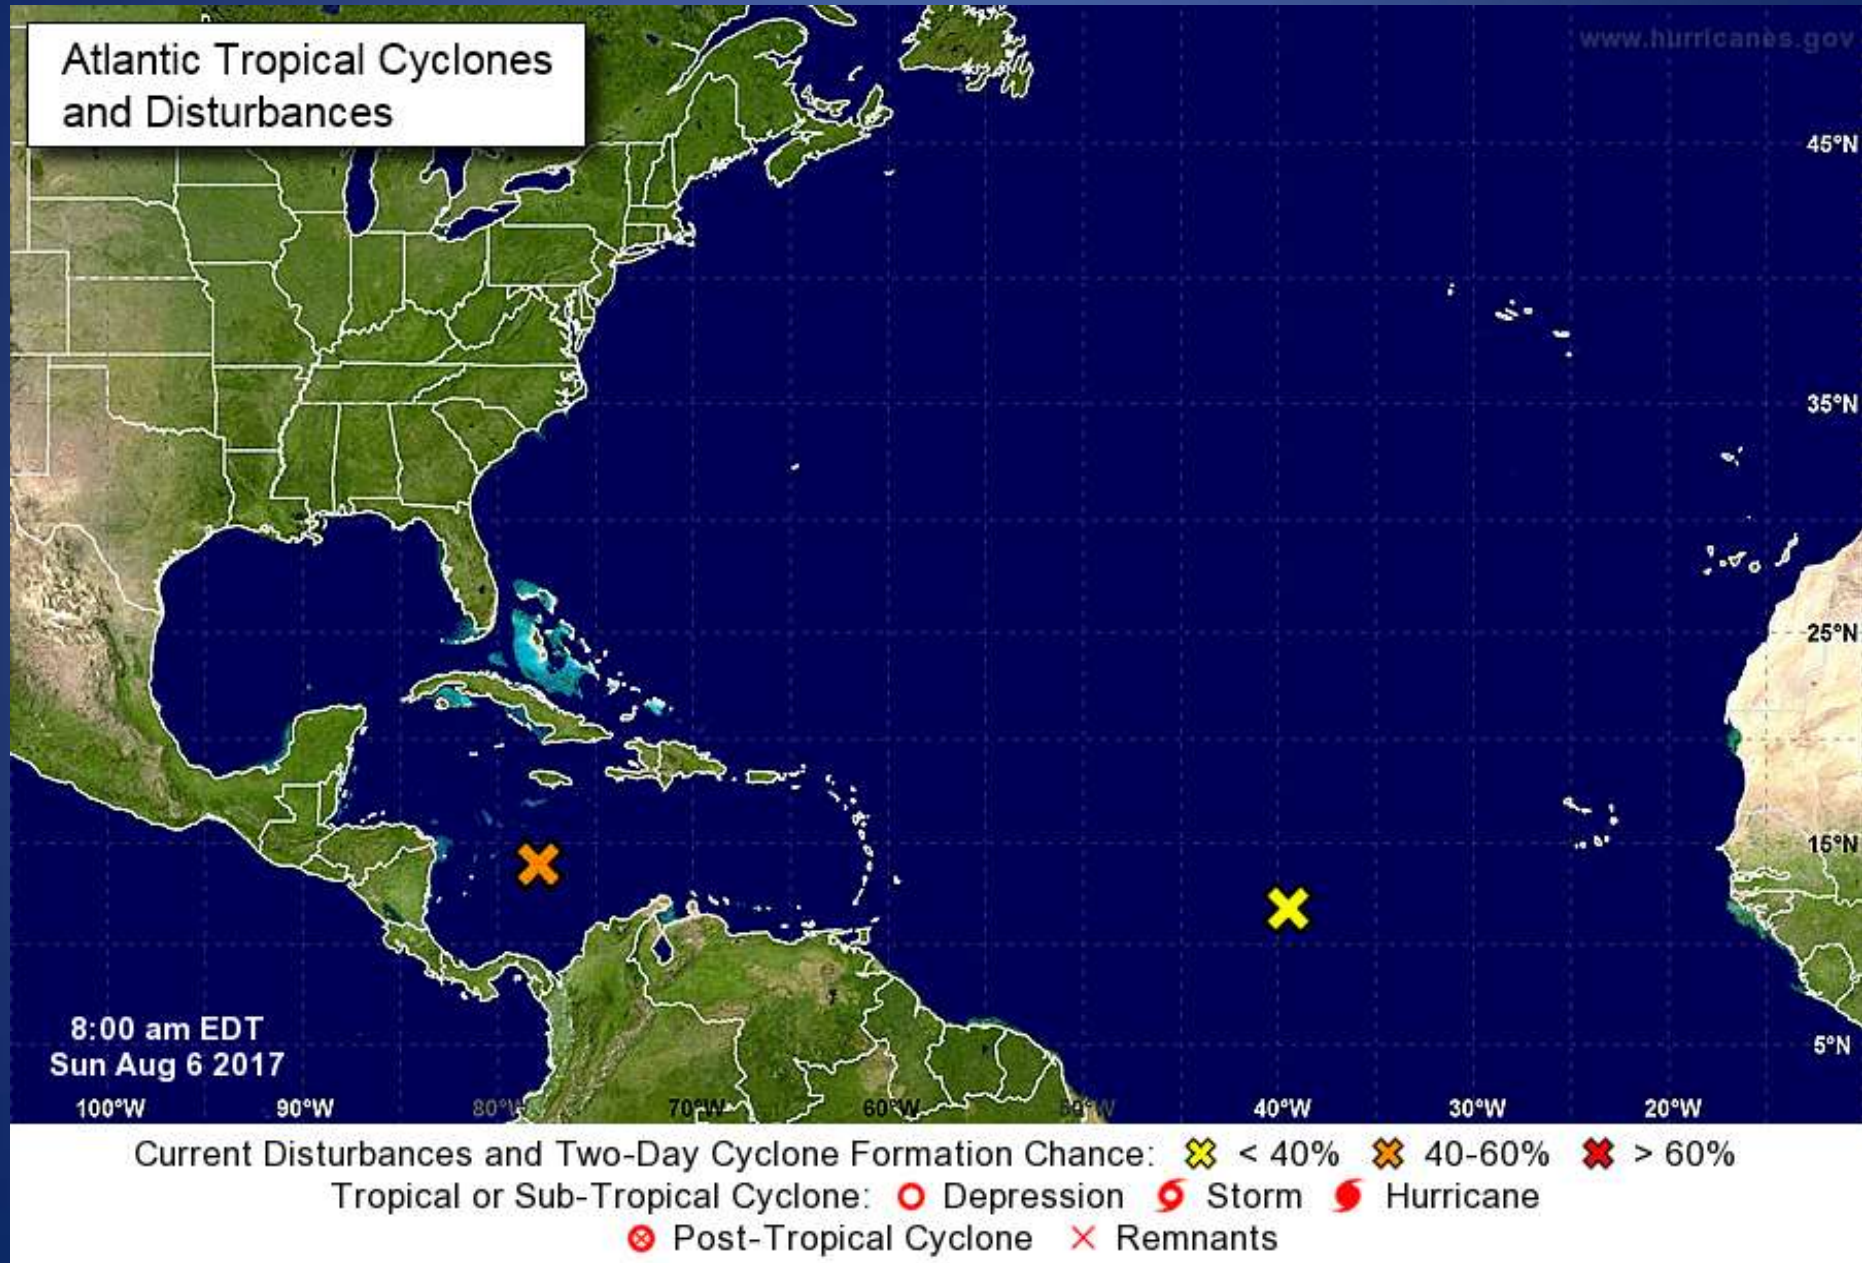 www.hurricanes.gov
Atlantic Tropical Cyclones
and Disturbances
45°N
35°N
25°N
15°N
5°N
8:00 am EDT
Sun Aug 6 2017
100°W 90°W 80°W 70°W 60°W 50°W 40°W 30°W 20°W
Current Disturbances and Two-Day Cyclone Formation Chance: < 40% 40-60% > 60%
Tropical or Sub-Tropical Cyclone: Depression Storm Hurricane
Post-Tropical Cyclone Remnants